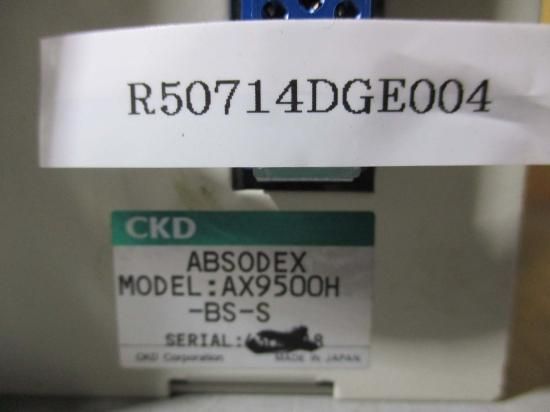 R50714DGE004
CKD
ABSODEX
MODEL:AX9500H
-BS-S
SERIAL:
CKD Corporation MADE IN JAPAN